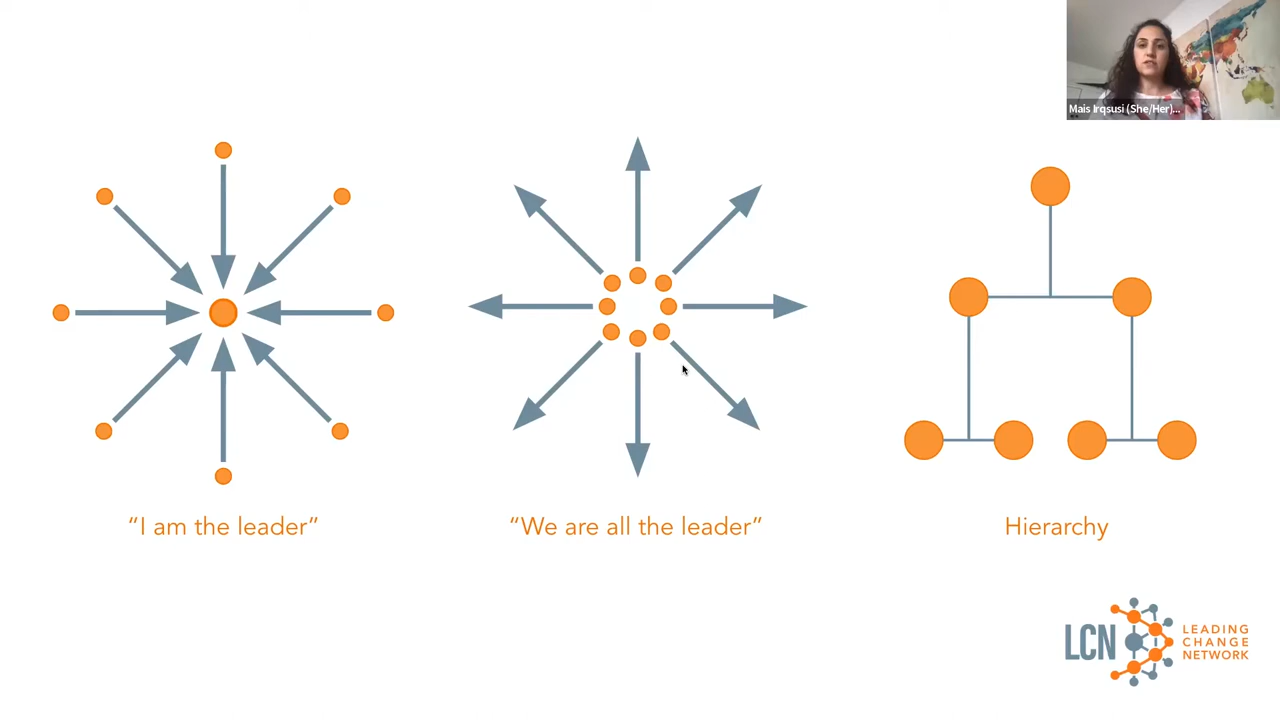 Mais Irqsusi (She/Her)...
“I am the leader”
“We are all the leader”
Hierarchy
LCN
LEADING
CHANGE
NETWORK